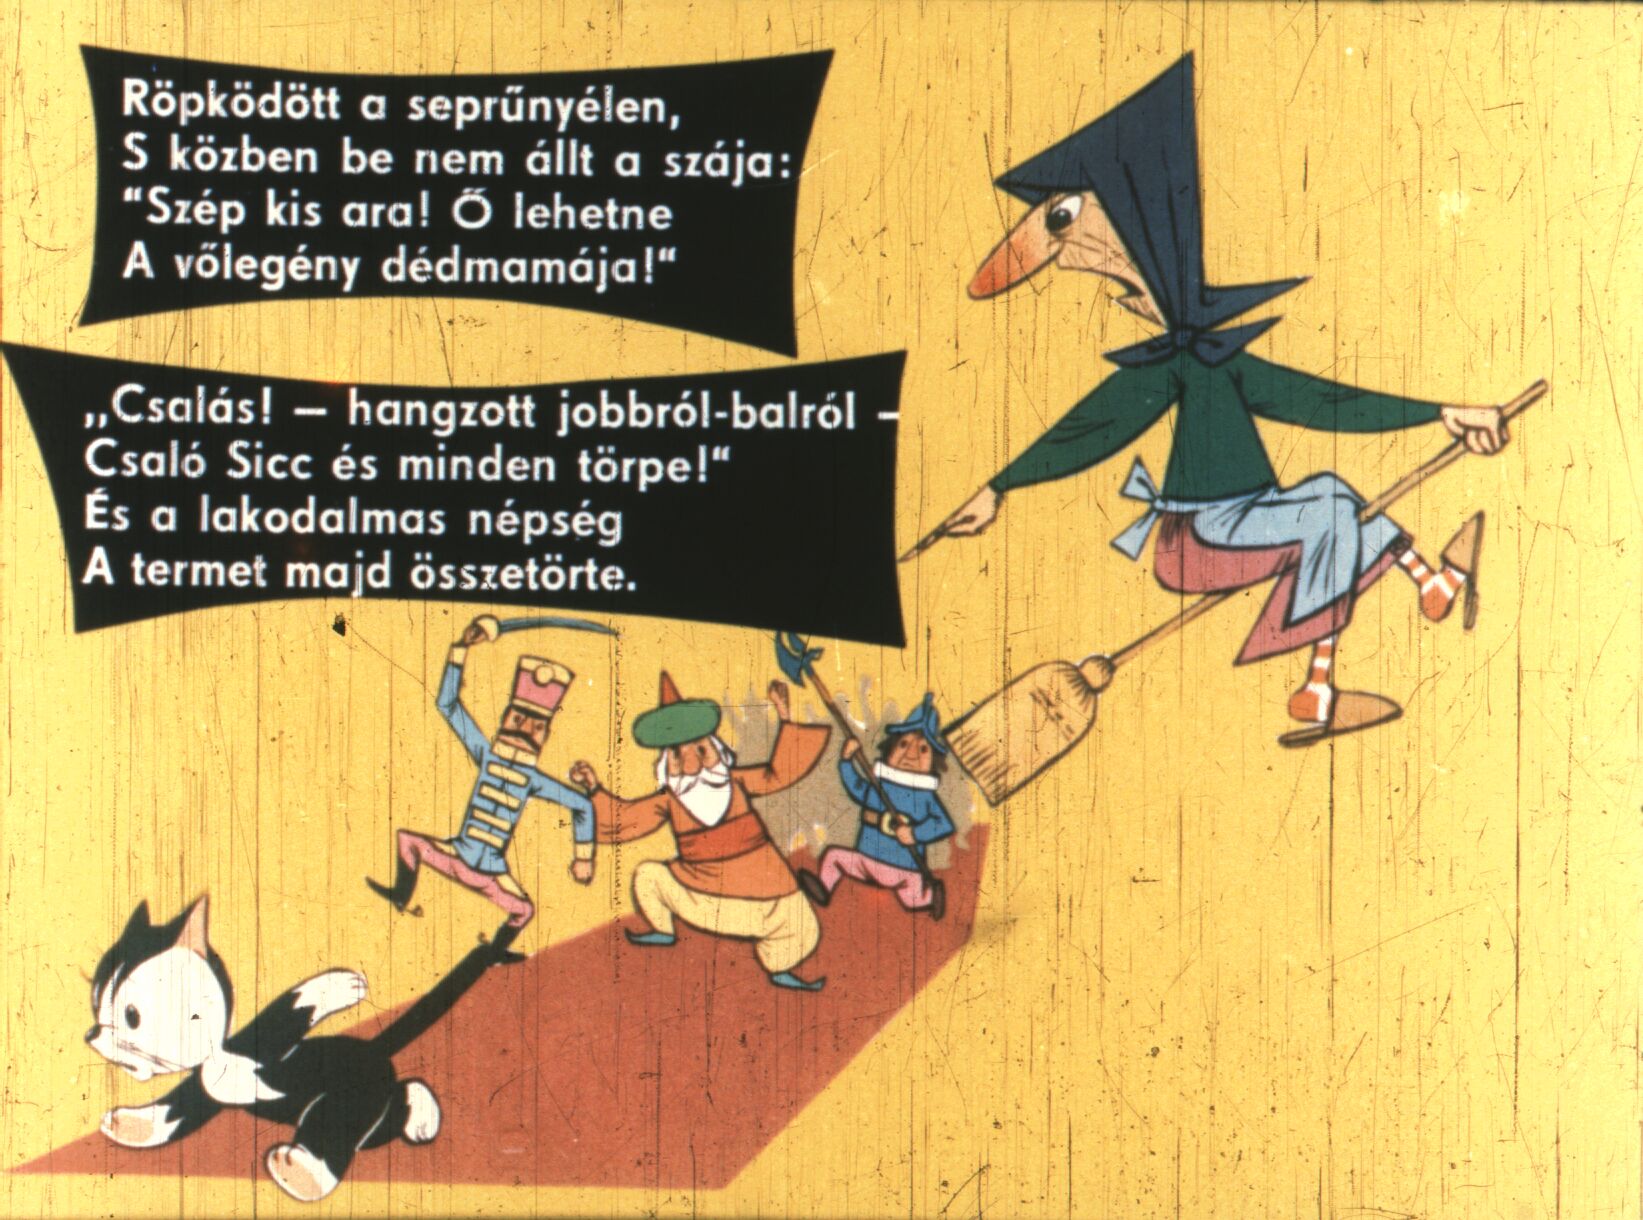 Röpködött a seprűnyélen,
S közben be nem állt a szája:
“Szép kis ara! Ő lehetne
A vőlegény dédmamája!“
„Csalás! – hangzott jobbról-balról –
Csaló Sicc és minden törpe!“
És a lakodalmas népség
A termet majd összetörte.